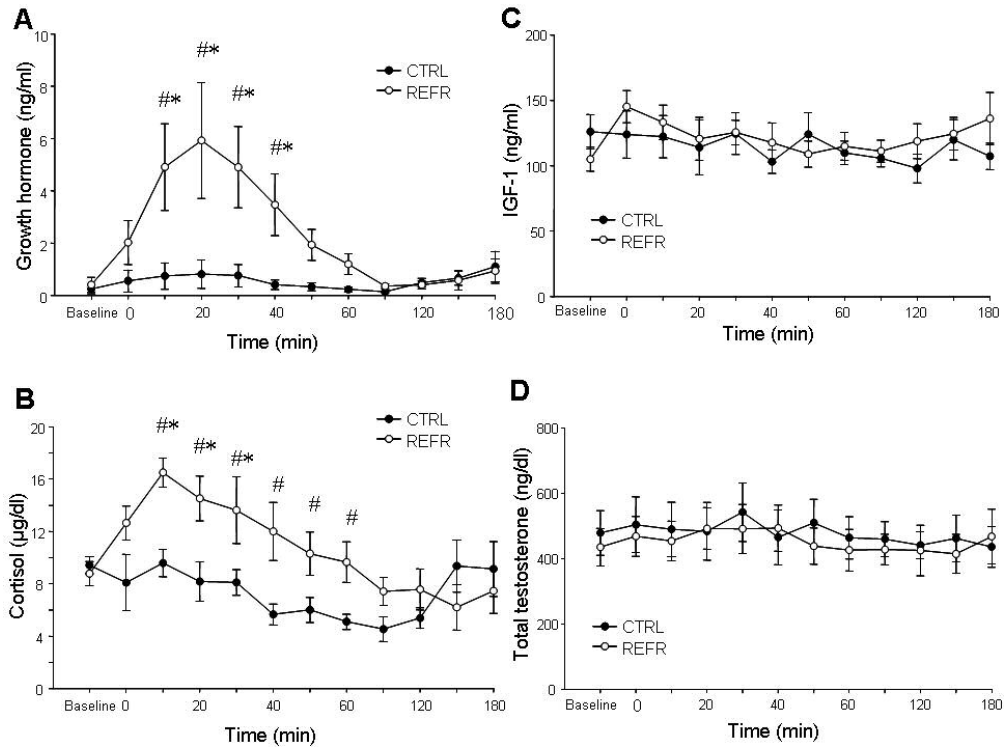 A
Growth hormone (ng/ml)
10
8
6
4
2
0
#*
#*
#*
#*
CTRL
REFR
Baseline 0 20 40 60 120 180
Time (min)
C
IGF-1 (ng/ml)
200
150
100
50
0
CTRL
REFR
Baseline 0 20 40 60 120 180
Time (min)
B
Cortisol (µg/dl)
20
16
12
8
4
0
#*
#*
#*
#
#
#
CTRL
REFR
Baseline 0 20 40 60 120 180
Time (min)
D
Total testosterone (ng/dl)
800
600
400
200
0
CTRL
REFR
Baseline 0 20 40 60 120 180
Time (min)